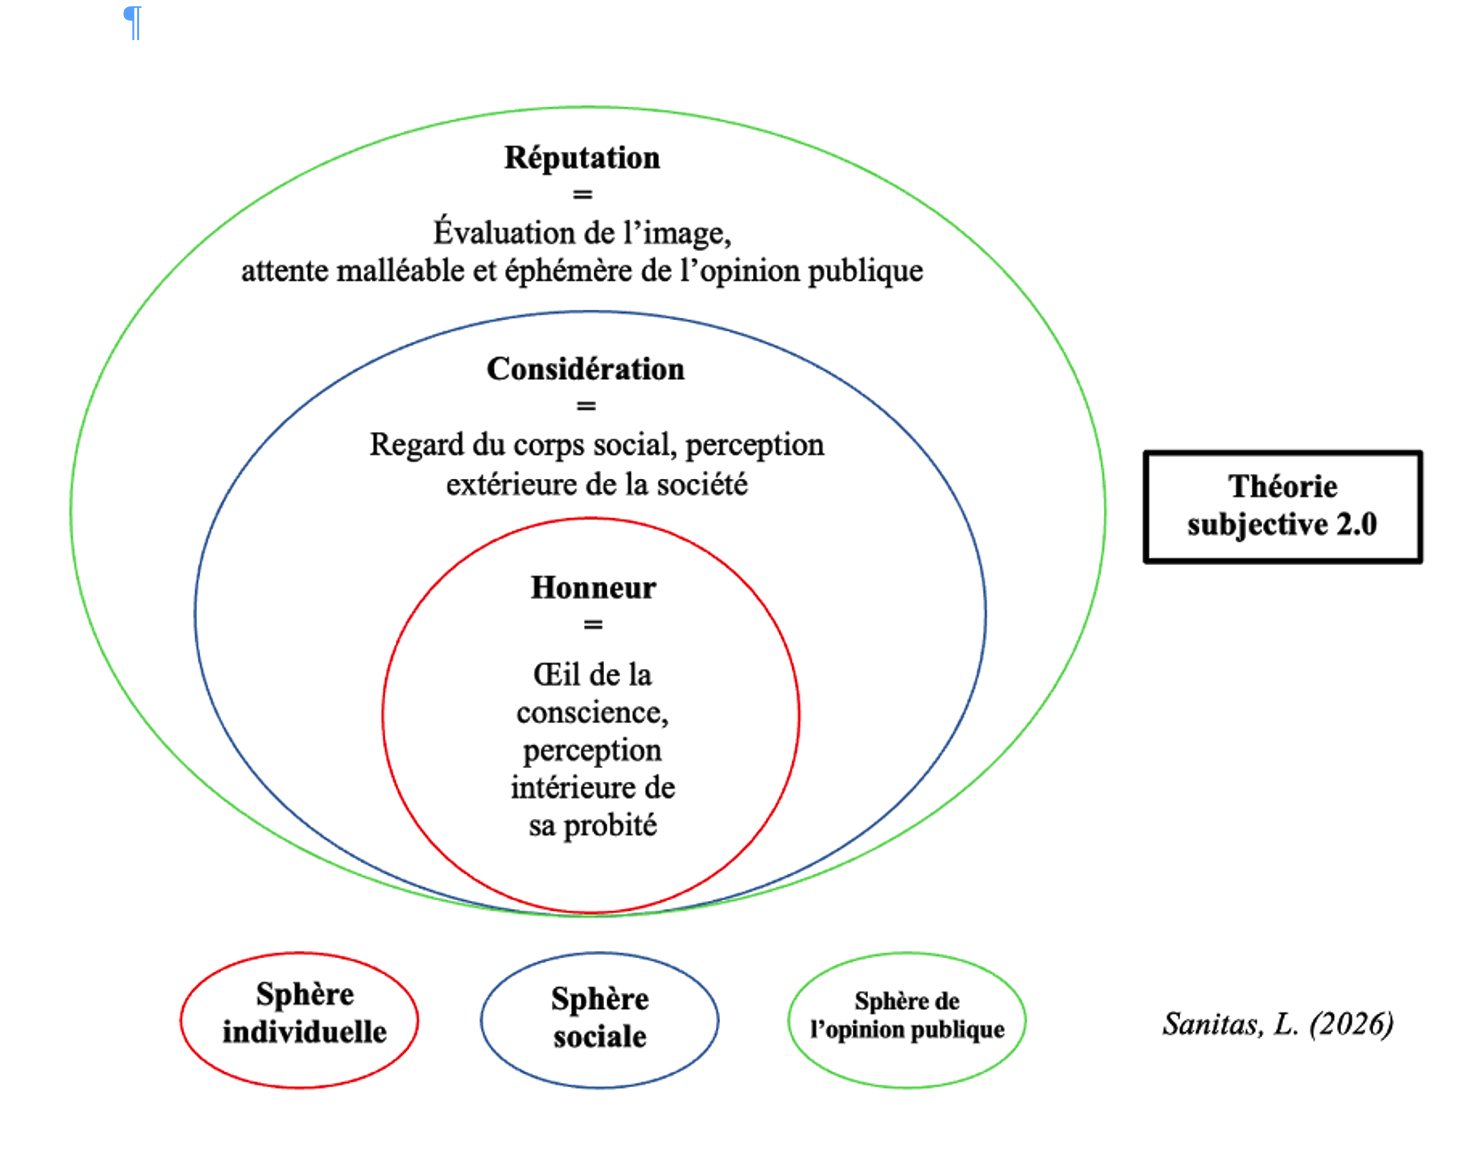 ¶
Réputation
=
Évaluation de l’image,
attente malléable et éphémère de l’opinion publique
Considération
=
Regard du corps social, perception
extérieure de la société
Honneur
=
Œil de la
conscience,
perception
intérieure de
sa probité
Théorie
subjective 2.0
Sphère
individuelle
Sphère
sociale
Sphère de
l’opinion publique
Sanitas, L. (2026)